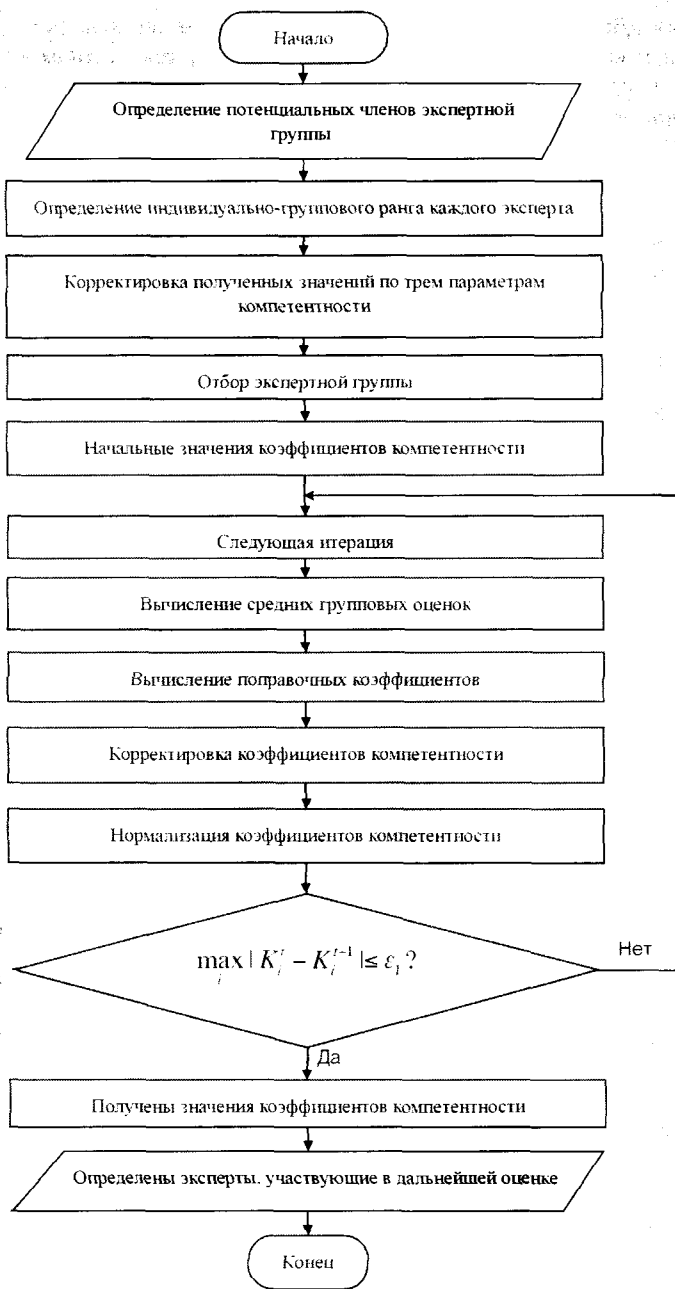 Начало
Определение потенциальных членов экспертной
группы
Определение индивидуально-группового ранга каждого эксперта
Корректировка полученных значений по трем параметрам
компетентности
Отбор экспертной группы
Начальные значения коэффициентов компетентности
Следующая итерация
Вычисление средних групповых оценок
Вычисление поправочных коэффициентов
Корректировка коэффициентов компетентности
Нормализация коэффициентов компетентности
max_i | K_i^t − K_i^{t−1} | ≤ ε_1 ?
Нет
Да
Получены значения коэффициентов компетентности
Определены эксперты. участвующие в дальнейшей оценке
Конец